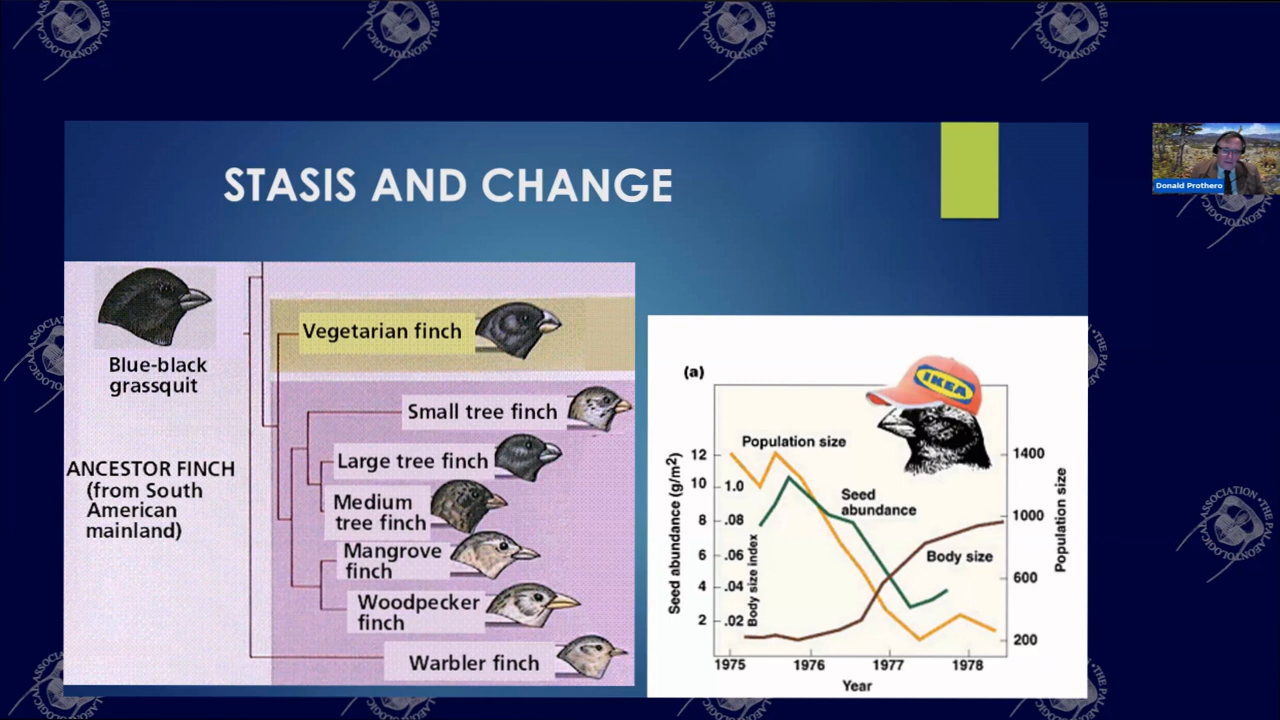 STASIS AND CHANGE
Donald Prothero
Blue-black
grassquit
ANCESTOR FINCH
(from South
American
mainland)
Vegetarian finch
Small tree finch
Large tree finch
Medium
tree finch
Mangrove
finch
Woodpecker
finch
Warbler finch
(a)
IKEA
Population size
Seed
abundance
Body size
Seed abundance (g/m²)
12
10
8
6
4
2
Body size index
1.0
.08
.06
.04
.02
1400
1000
600
200
Population size
1975
1976
1977
1978
Year
THE PALAEONTOLOGICAL ASSOCIATION